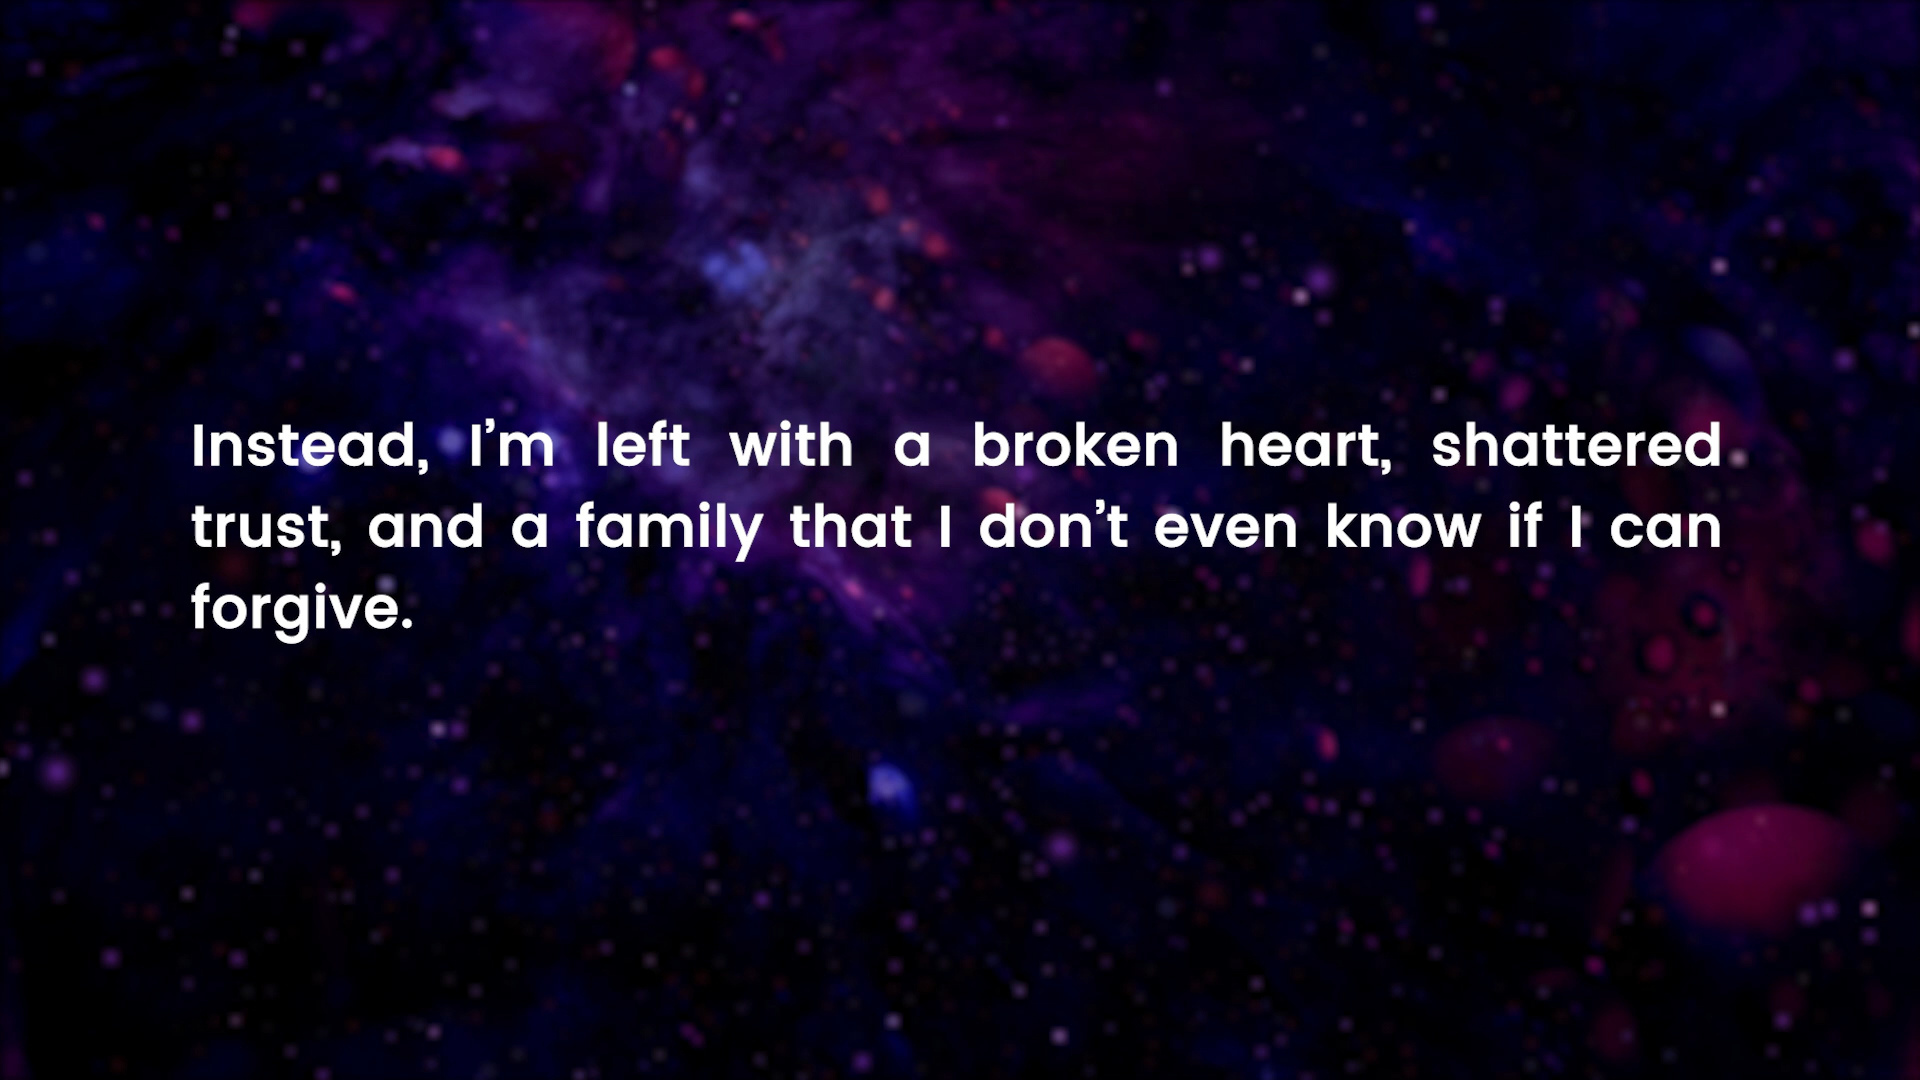 Instead, I’m left with a broken heart, shattered
trust, and a family that I don’t even know if I can
forgive.